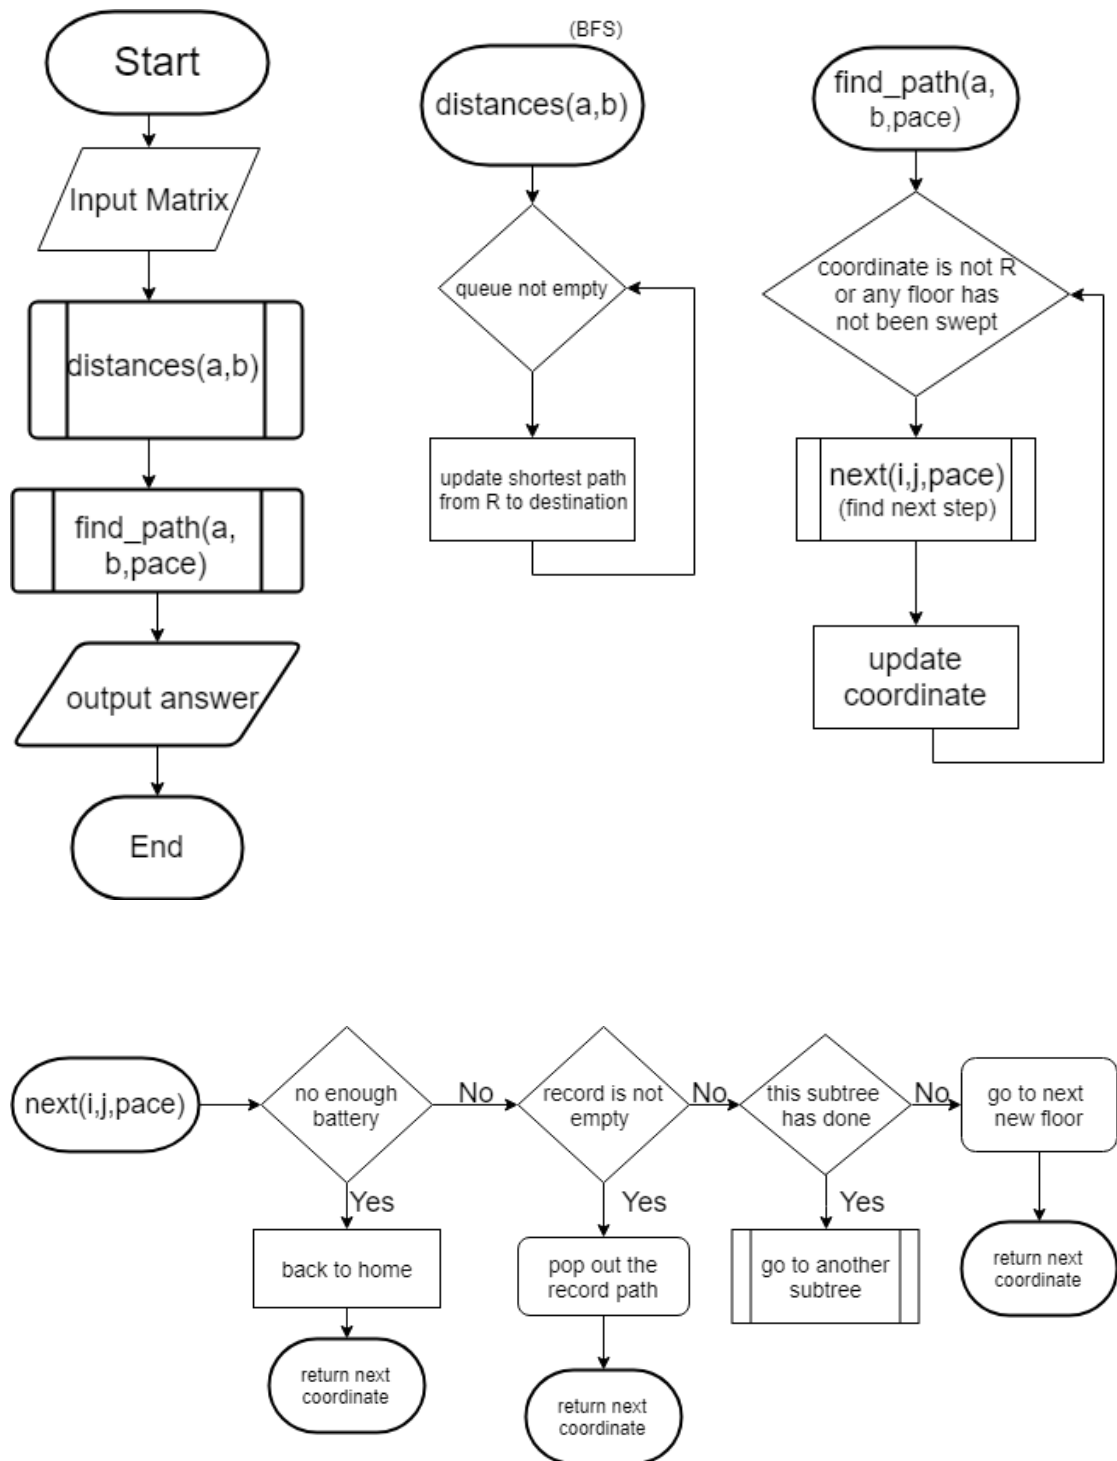 Start
Input Matrix
distances(a,b)
find_path(a,
b,pace)
output answer
End
(BFS)
distances(a,b)
queue not empty
update shortest path
from R to destination
find_path(a,
b,pace)
coordinate is not R
or any floor has
not been swept
next(i,j,pace)
(find next step)
update
coordinate
next(i,j,pace)
no enough
battery
No
record is not
empty
No
this subtree
has done
No
go to next
new floor
Yes
back to home
return next
coordinate
Yes
pop out the
record path
return next
coordinate
Yes
go to another
subtree
return next
coordinate